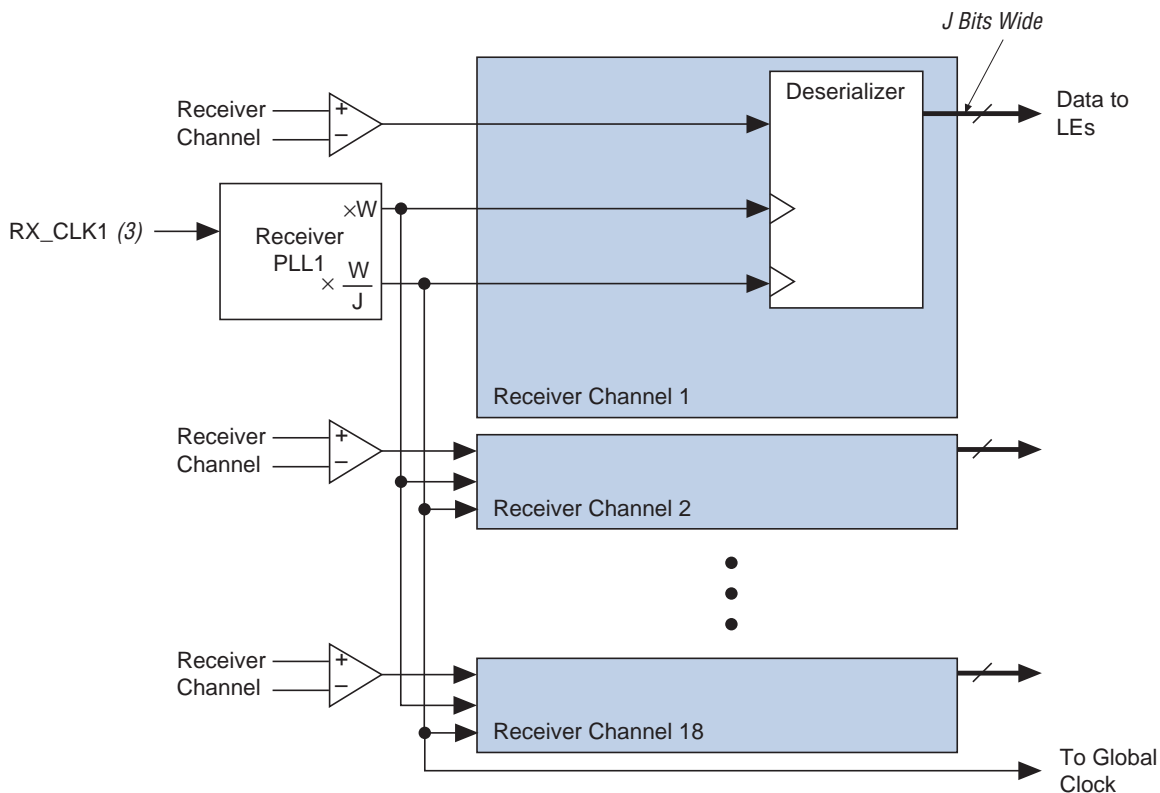 J Bits Wide
Receiver
Channel
+
−
Deserializer
Data to
LEs
RX_CLK1 (3)
×W
Receiver
PLL1
× W
J
Receiver Channel 1
Receiver
Channel
+
−
Receiver Channel 2
Receiver
Channel
+
−
Receiver Channel 18
To Global
Clock